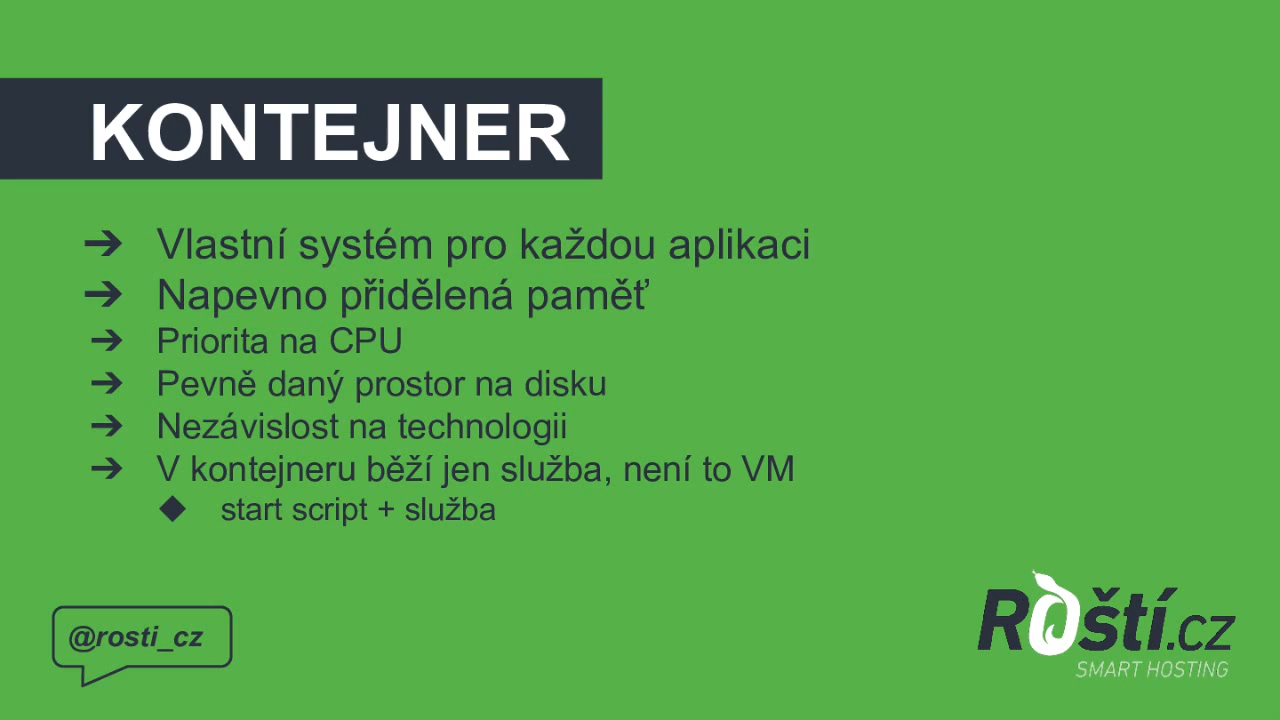 KONTEJNER
➔ Vlastní systém pro každou aplikaci
➔ Napevno přidělená paměť
➔ Priorita na CPU
➔ Pevně daný prostor na disku
➔ Nezávislost na technologii
➔ V kontejneru běží jen služba, není to VM
◆ start script + služba
@rosti_cz
Roští.cz
SMART HOSTING